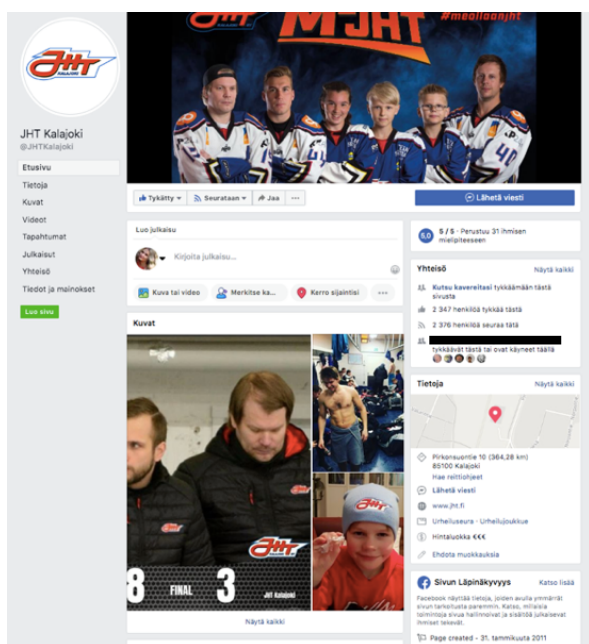 JHT
KALAJOKI
M-JHT
#meollaanjht
JHT Kalajoki
@JHTKalajoki
Etusivu
Tietoja
Kuvat
Videot
Tapahtumat
Julkaisut
Yhteisö
Tiedot ja mainokset
Luo sivu
Tykätty
Seurataan
Jaa
Lähetä viesti
Luo julkaisu
Kirjoita julkaisu...
Kuva tai video
Merkitse ka...
Kerro sijaintisi
Kuvat
JHT
JHT
JHT
8 FINAL 3 JHT Kalajoki
Näytä kaikki
5,0
5 / 5 · Perustuu 31 ihmisen
mielipiteeseen
Yhteisö Näytä kaikki
Kutsu kavereitasi tykkäämään tästä
sivusta
2 347 henkilöä tykkää tästä
2 376 henkilöä seuraa tätä
tykkäävät tästä tai ovat käyneet täällä
Tietoja Näytä kaikki
Pirkonsuontie 10 (364,28 km)
85100 Kalajoki
Hae reittiohjeet
Lähetä viesti
www.jht.fi
Urheiluseura · Urheilujoukkue
Hintaluokka €€€
Ehdota muokkauksia
Sivun Läpinäkyvyys Katso lisää
Facebook näyttää tietoja, joiden avulla ymmärrät
sivun tarkoitusta paremmin. Katso, millaisia
toimintoja sivua hallinnoivat ja sisältöä julkaisevat
ihmiset tekevät.
Page created - 31. tammikuuta 2011